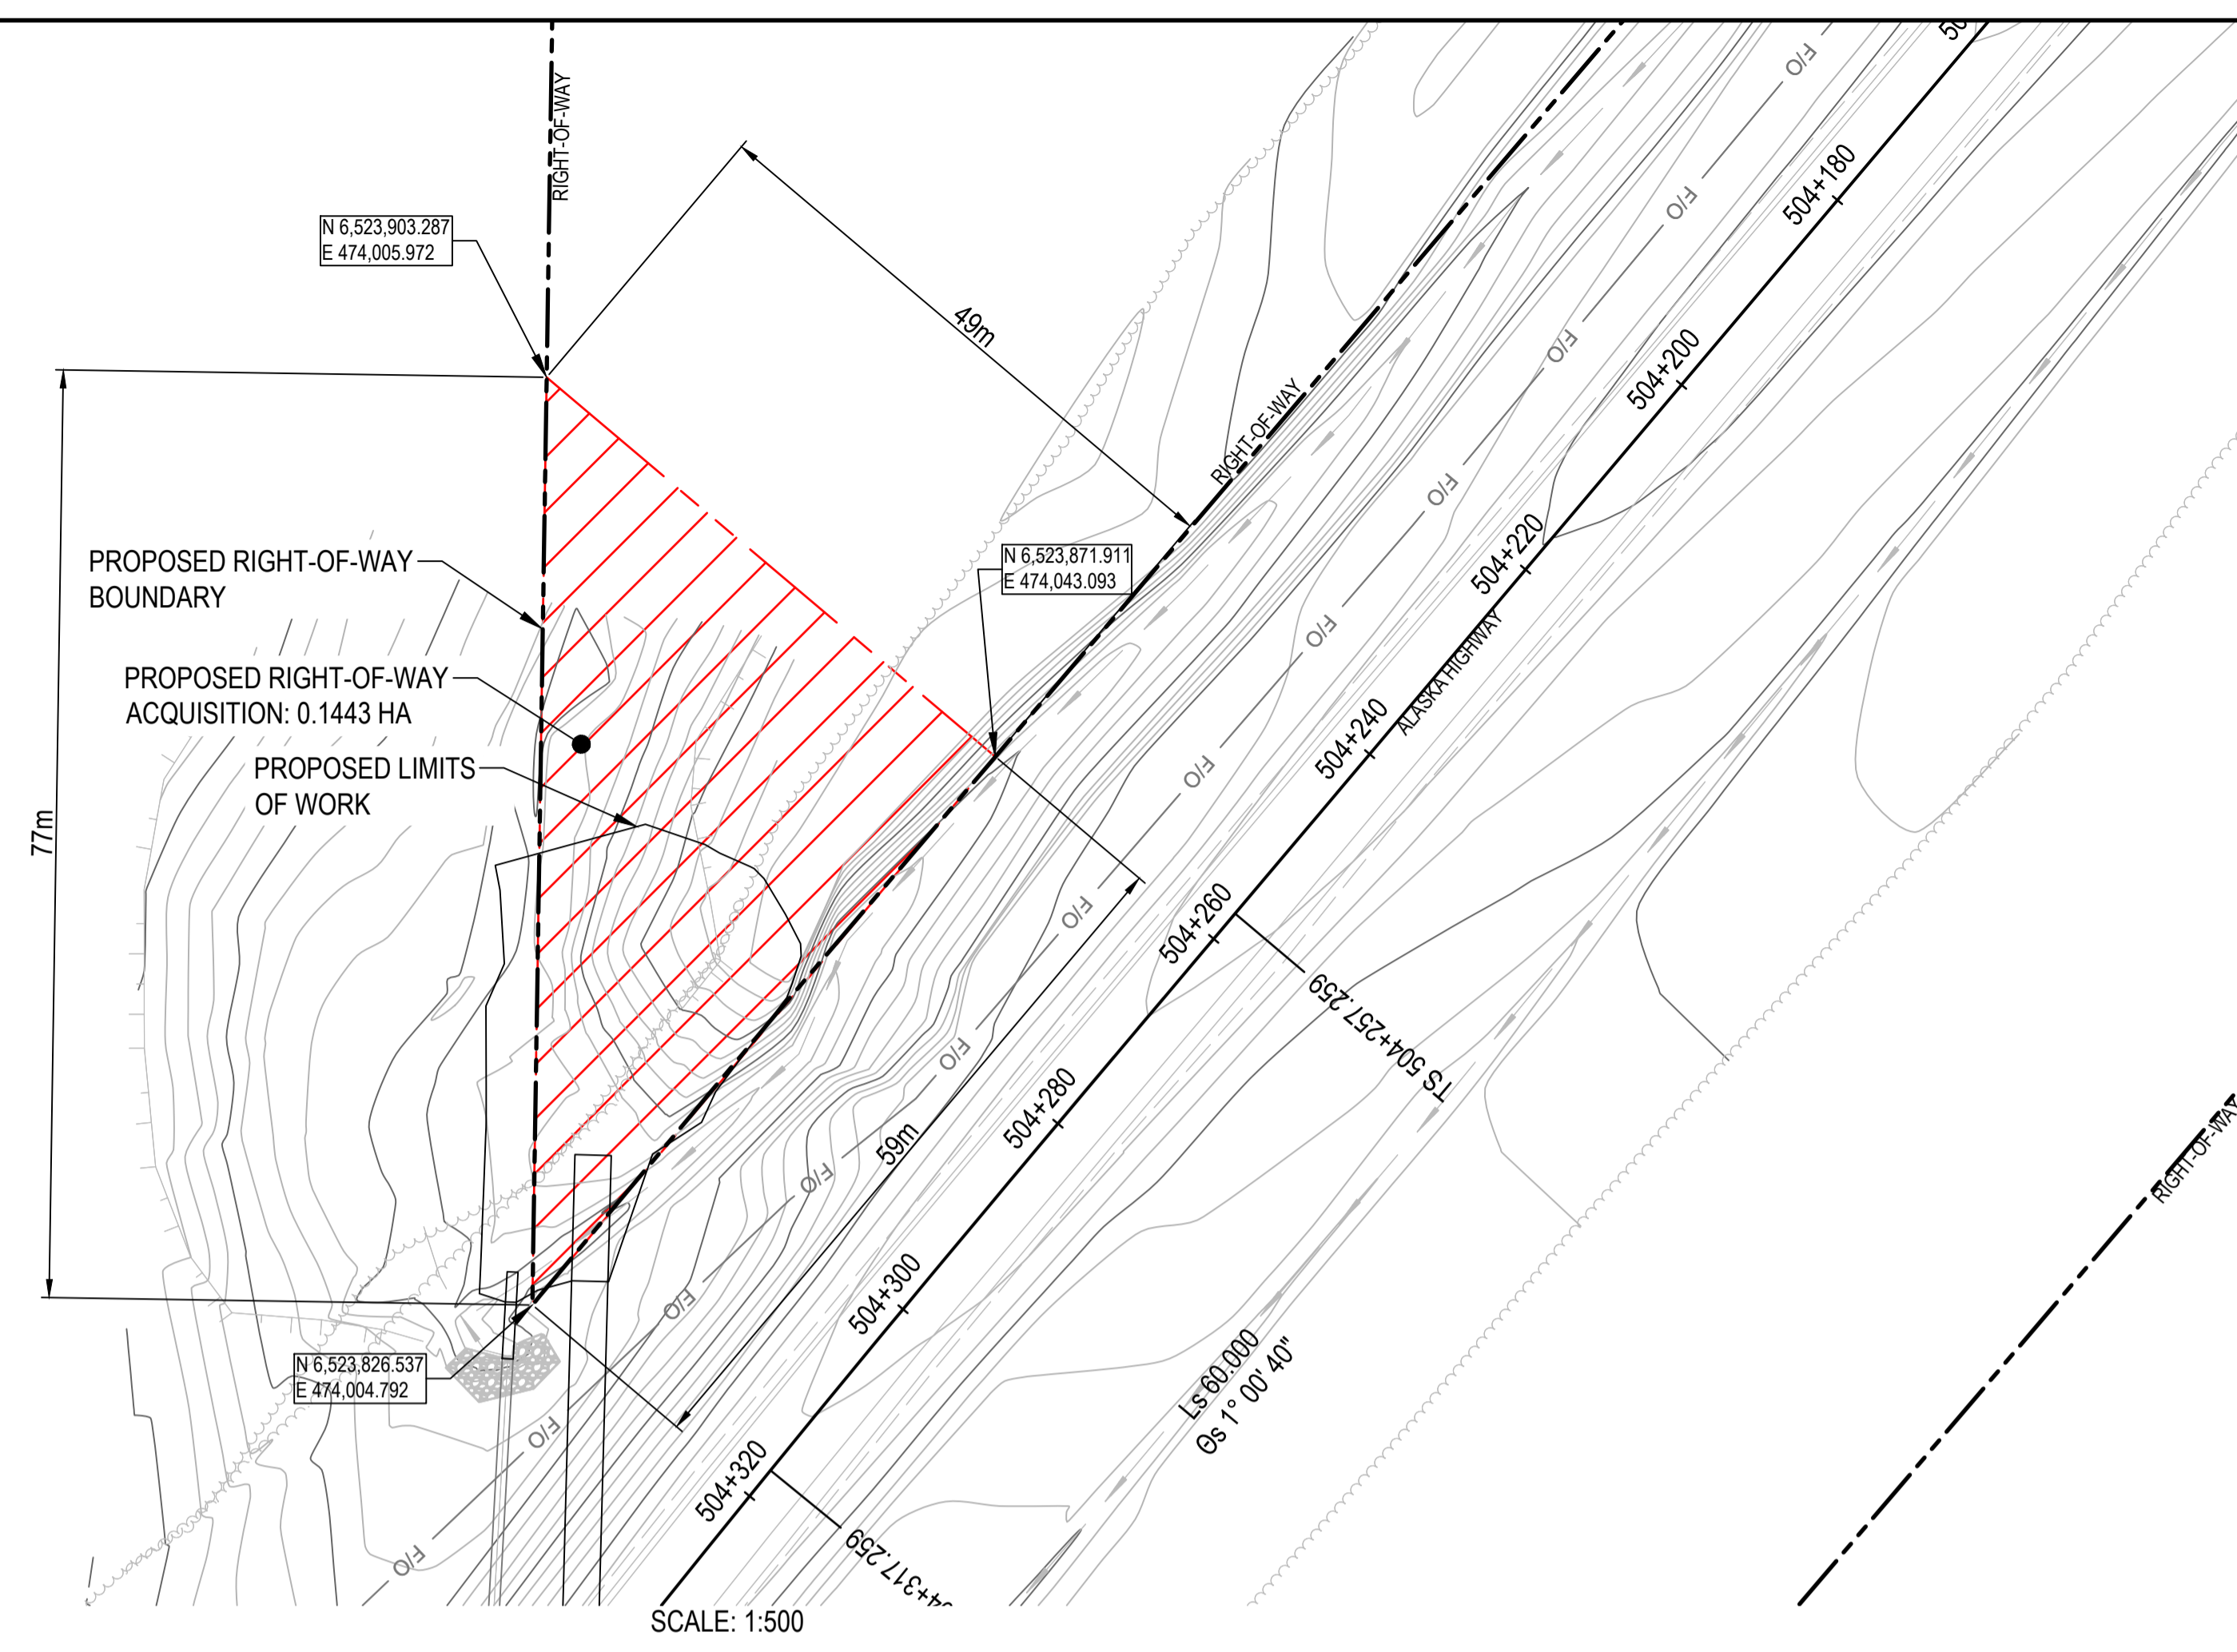 RIGHT-OF-WAY
N 6,523,903.287
E 474,005.972
49m
F/O
504+180
F/O
504+200
F/O
RIGHT-OF-WAY
F/O
504+220
N 6,523,871.911
E 474,043.093
PROPOSED RIGHT-OF-WAY
BOUNDARY
F/O
ALASKA HIGHWAY
504+240
PROPOSED RIGHT-OF-WAY
ACQUISITION: 0.1443 HA
F/O
PROPOSED LIMITS
OF WORK
77m
F/O
504+260
TS 504+257.259
F/O
504+280
59m
F/O
RIGHT-OF-WAY
504+300
F/O
N 6,523,826.537
E 474,004.792
Ls 60.000
Θs 1° 00' 40"
F/O
504+320
F/O
4+317.259
SCALE: 1:500